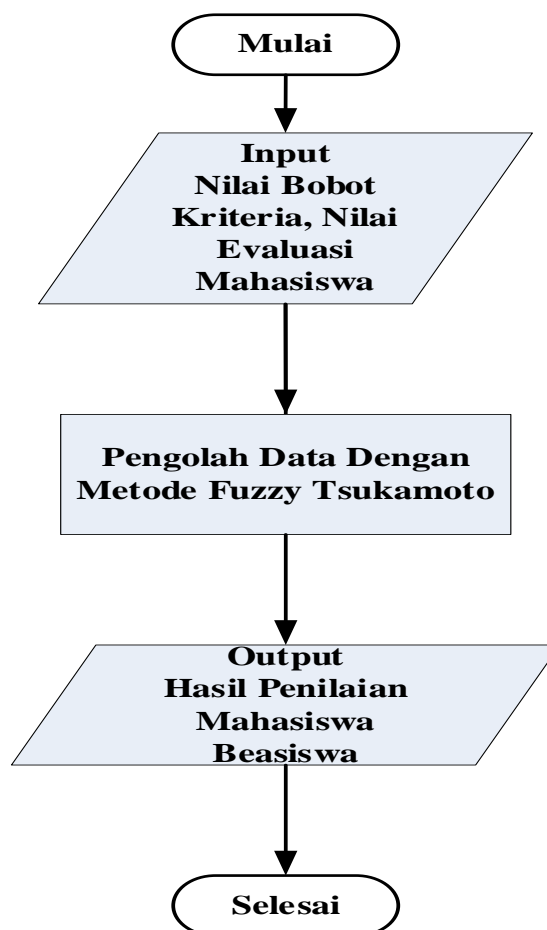 Mulai
Input
Nilai Bobot
Kriteria, Nilai
Evaluasi
Mahasiswa
Pengolah Data Dengan
Metode Fuzzy Tsukamoto
Output
Hasil Penilaian
Mahasiswa
Beasiswa
Selesai